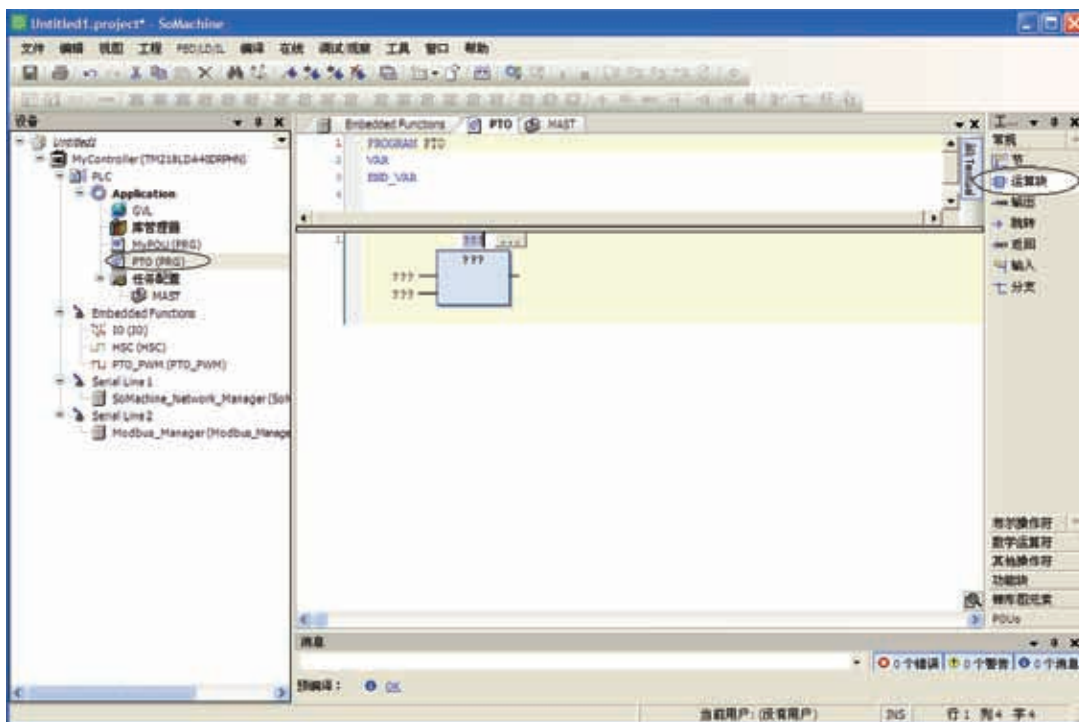 Untitled1.project* - SoMachine
文件 编辑 视图 工程 FBD/LD/IL 编译 在线 调试/观察 工具 窗口 帮助
设备
Untitled1
MyController (TM218LDA40DRPHN)
PLC
Application
GVL
库管理器
MyPOU (PRG)
PTO (PRG)
任务配置
MAST
Embedded Functions
IO (IO)
HSC (HSC)
PTO_PWM (PTO_PWM)
Serial Line 1
SoMachine_Network_Manager (SoM
Serial Line 2
Modbus_Manager (Modbus_Manage
Embedded Functions PTO MAST
1 PROGRAM PTO
2 VAR
3 END_VAR
4
Textual
1
??? ...
???
???
???
工...
常规
节
运算块
输出
跳转
返回
输入
分支
布尔操作符
数学运算符
其他操作符
功能块
梯形图元素
POUs
消息
0 个错误 0 个警告 0 个消息
预编译: OK
当前用户: (没有用户) INS 行: 1 列 4 字 4